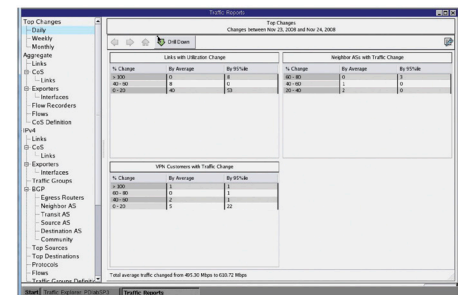 Traffic Reports
Top Changes
Daily
Weekly
Monthly
Aggregate
Links
CoS
Links
Exporters
Interfaces
Flow Recorders
Flows
CoS Definition
IPv4
Links
CoS
Links
Exporters
Interfaces
Traffic Groups
BGP
Egress Routers
Neighbor AS
Transit AS
Source AS
Destination AS
Community
Top Sources
Top Destinations
Protocols
Flows
Traffic Groups
Top Changes
Changes between Nov 23, 2008 and Nov 24, 2008
Drill Down
Links with Utilization Change
% Change By Average By 95%ile
> 100 0 8
40 - 60 8 0
0 - 20 40 53
Neighbor ASs with Traffic Change
% Change By Average By 95%ile
60 - 80 0 3
40 - 60 1 0
20 - 40 2 0
VPN Customers with Traffic Change
% Change By Average By 95%ile
> 100 1 1
60 - 80 0 1
2 1
0 - 20 5 22
Total average traffic changed from 495.30 Mbps to 610.72 Mbps
Start Traffic Explorer Traffic Reports